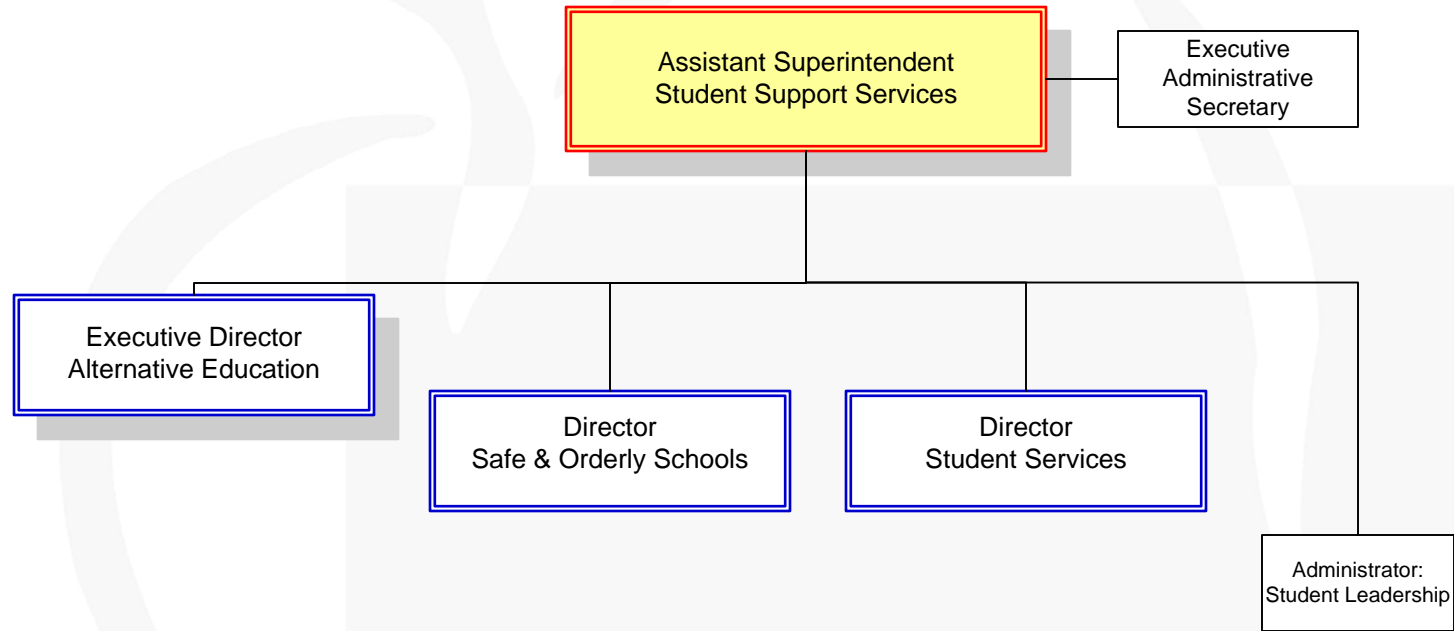 Assistant Superintendent
Student Support Services
Executive
Administrative
Secretary
Executive Director
Alternative Education
Director
Safe & Orderly Schools
Director
Student Services
Administrator:
Student Leadership